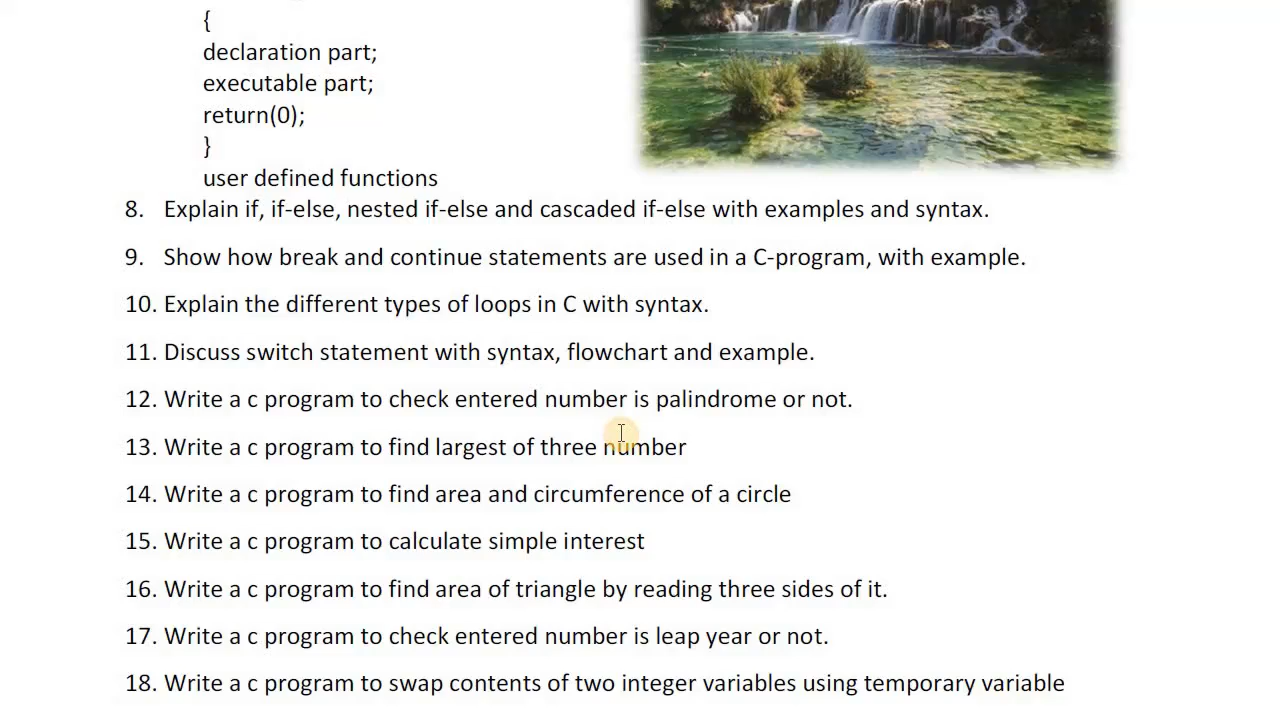 {
declaration part;
executable part;
return(0);
}
user defined functions
8. Explain if, if-else, nested if-else and cascaded if-else with examples and syntax.
9. Show how break and continue statements are used in a C-program, with example.
10. Explain the different types of loops in C with syntax.
11. Discuss switch statement with syntax, flowchart and example.
12. Write a c program to check entered number is palindrome or not.
13. Write a c program to find largest of three number
14. Write a c program to find area and circumference of a circle
15. Write a c program to calculate simple interest
16. Write a c program to find area of triangle by reading three sides of it.
17. Write a c program to check entered number is leap year or not.
18. Write a c program to swap contents of two integer variables using temporary variable